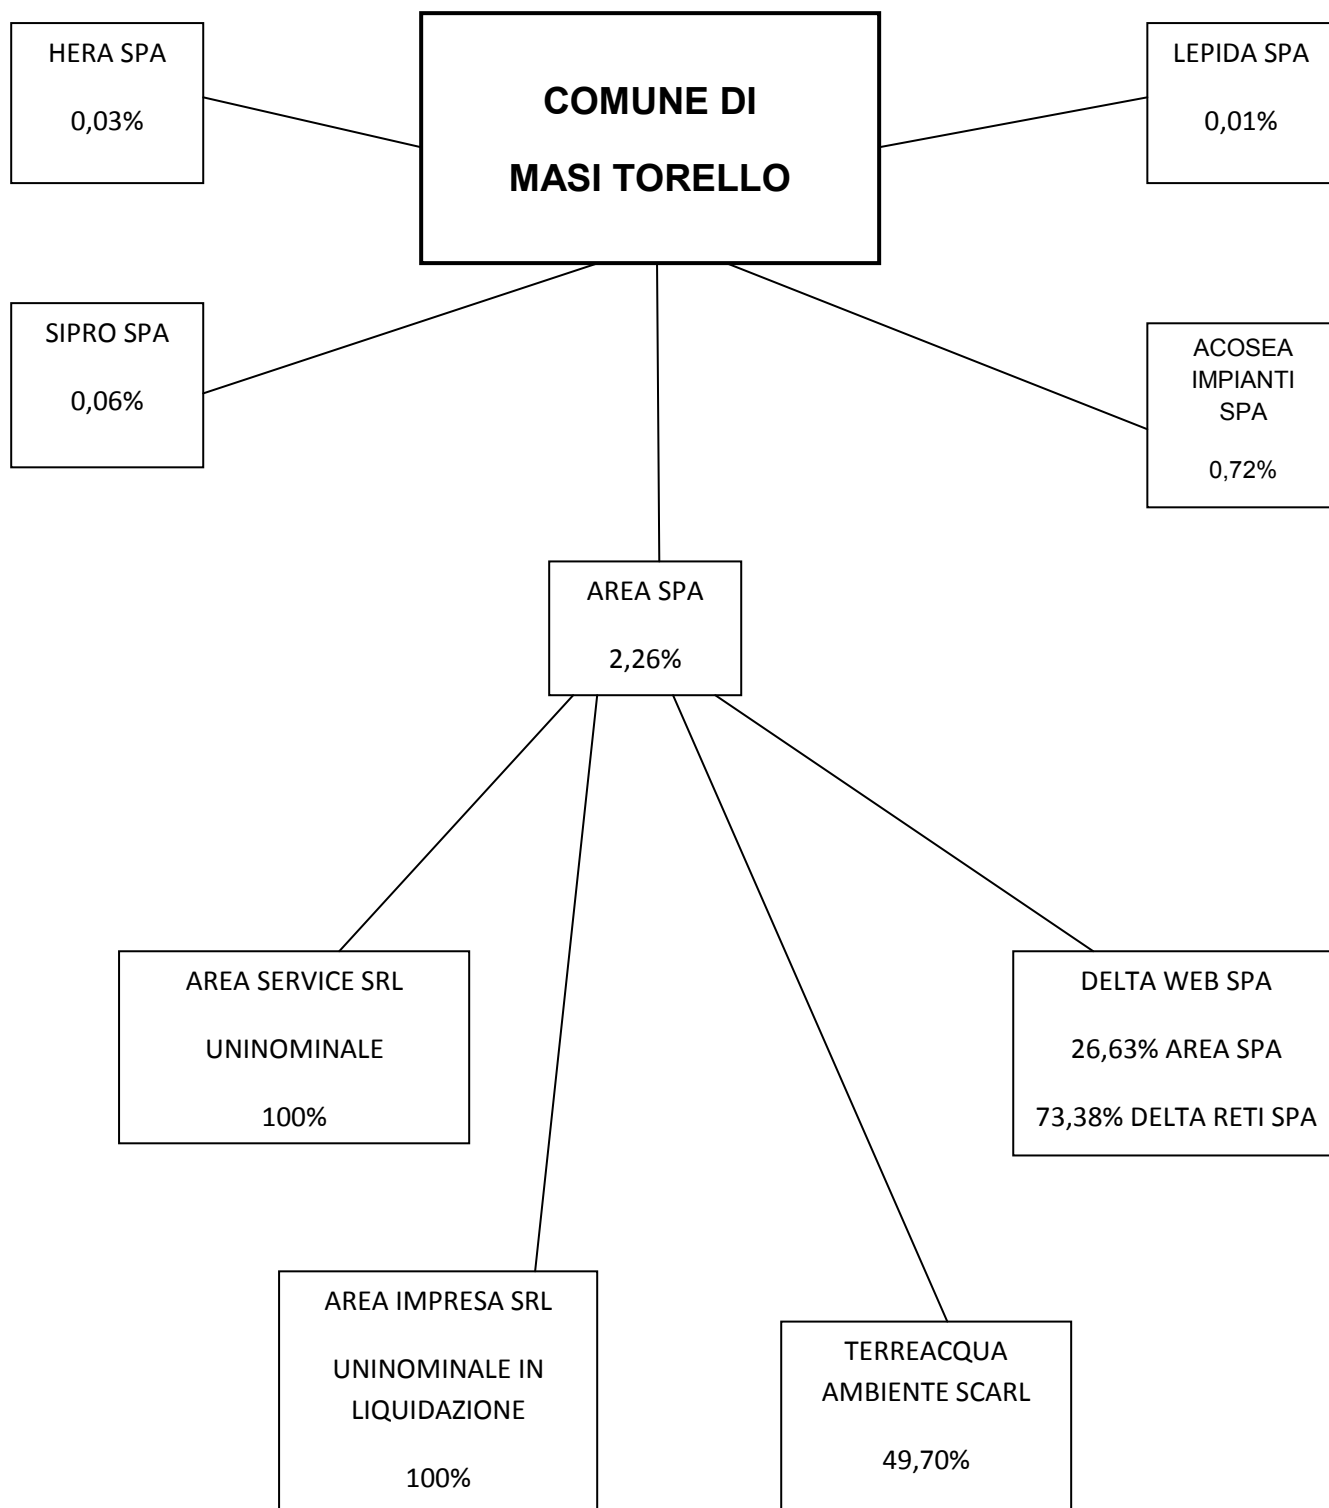 HERA SPA
0,03%
COMUNE DI
MASI TORELLO
LEPIDA SPA
0,01%
SIPRO SPA
0,06%
ACOSEA
IMPIANTI
SPA
0,72%
AREA SPA
2,26%
AREA SERVICE SRL
UNINOMINALE
100%
DELTA WEB SPA
26,63% AREA SPA
73,38% DELTA RETI SPA
AREA IMPRESA SRL
UNINOMINALE IN
LIQUIDAZIONE
100%
TERREACQUA
AMBIENTE SCARL
49,70%